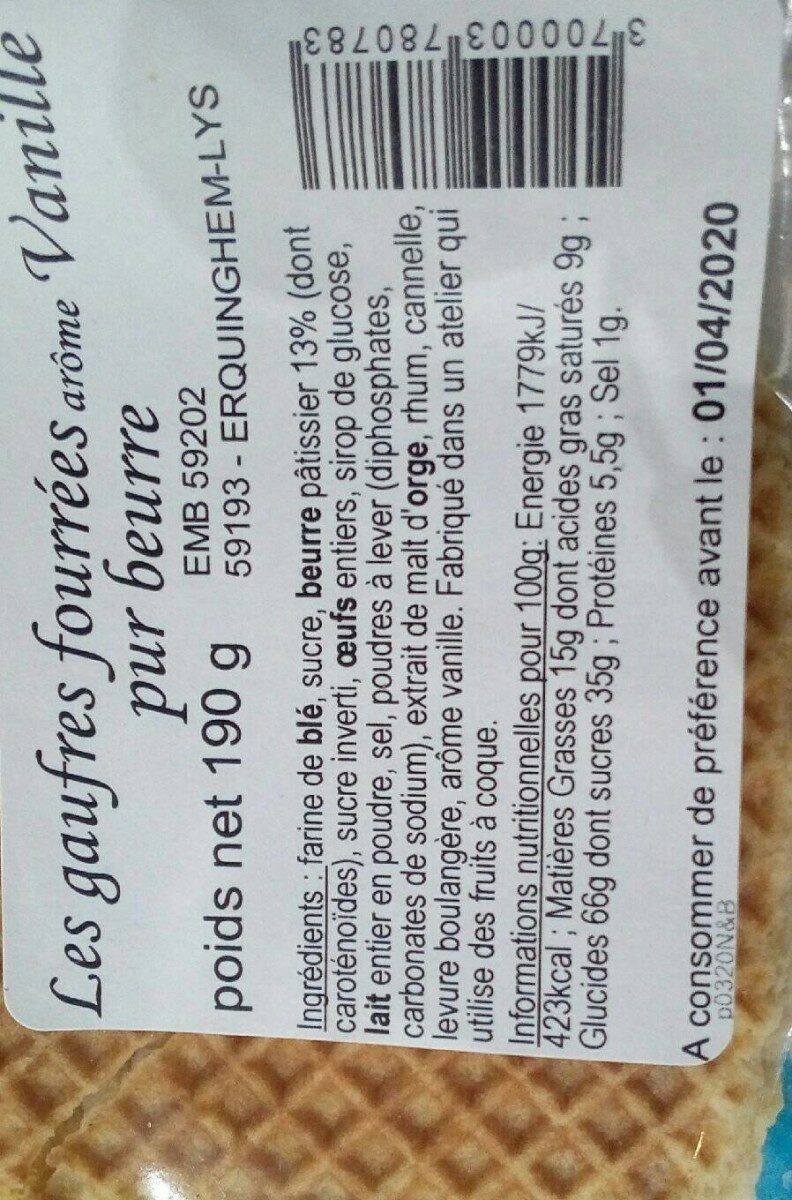 Les gaufres fourrées arôme Vanille
pur beurre
poids net 190 g
EMB 59202
59193 - ERQUINGHEM-LYS
Ingrédients : farine de blé, sucre, beurre pâtissier 13% (dont
caroténoïdes), sucre inverti, œufs entiers, sirop de glucose,
lait entier en poudre, sel, poudres à lever (diphosphates,
carbonates de sodium), extrait de malt d'orge, rhum, cannelle,
levure boulangère, arôme vanille. Fabriqué dans un atelier qui
utilise des fruits à coque.
Informations nutritionnelles pour 100g: Energie 1779kJ/
423kcal ; Matières Grasses 15g dont acides gras saturés 9g ;
Glucides 66g dont sucres 35g ; Protéines 5,5g ; Sel 1g.
3 700003 780783
A consommer de préférence avant le : 01/04/2020
p0320N&B